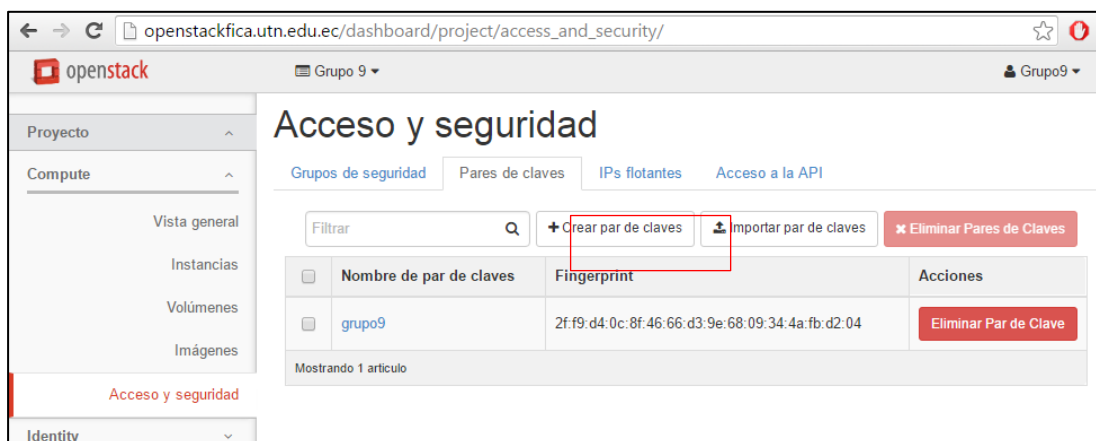 openstackfica.utn.edu.ec/dashboard/project/access_and_security/
openstack
Grupo 9
Grupo9
Proyecto
Compute
Vista general
Instancias
Volúmenes
Imágenes
Acceso y seguridad
Identity
Acceso y seguridad
Grupos de seguridad Pares de claves IPs flotantes Acceso a la API
Filtrar + Crear par de claves Importar par de claves Eliminar Pares de Claves
Nombre de par de claves Fingerprint Acciones
grupo9 2f:f9:d4:0c:8f:46:66:d3:9e:68:09:34:4a:fb:d2:04 Eliminar Par de Clave
Mostrando 1 articulo